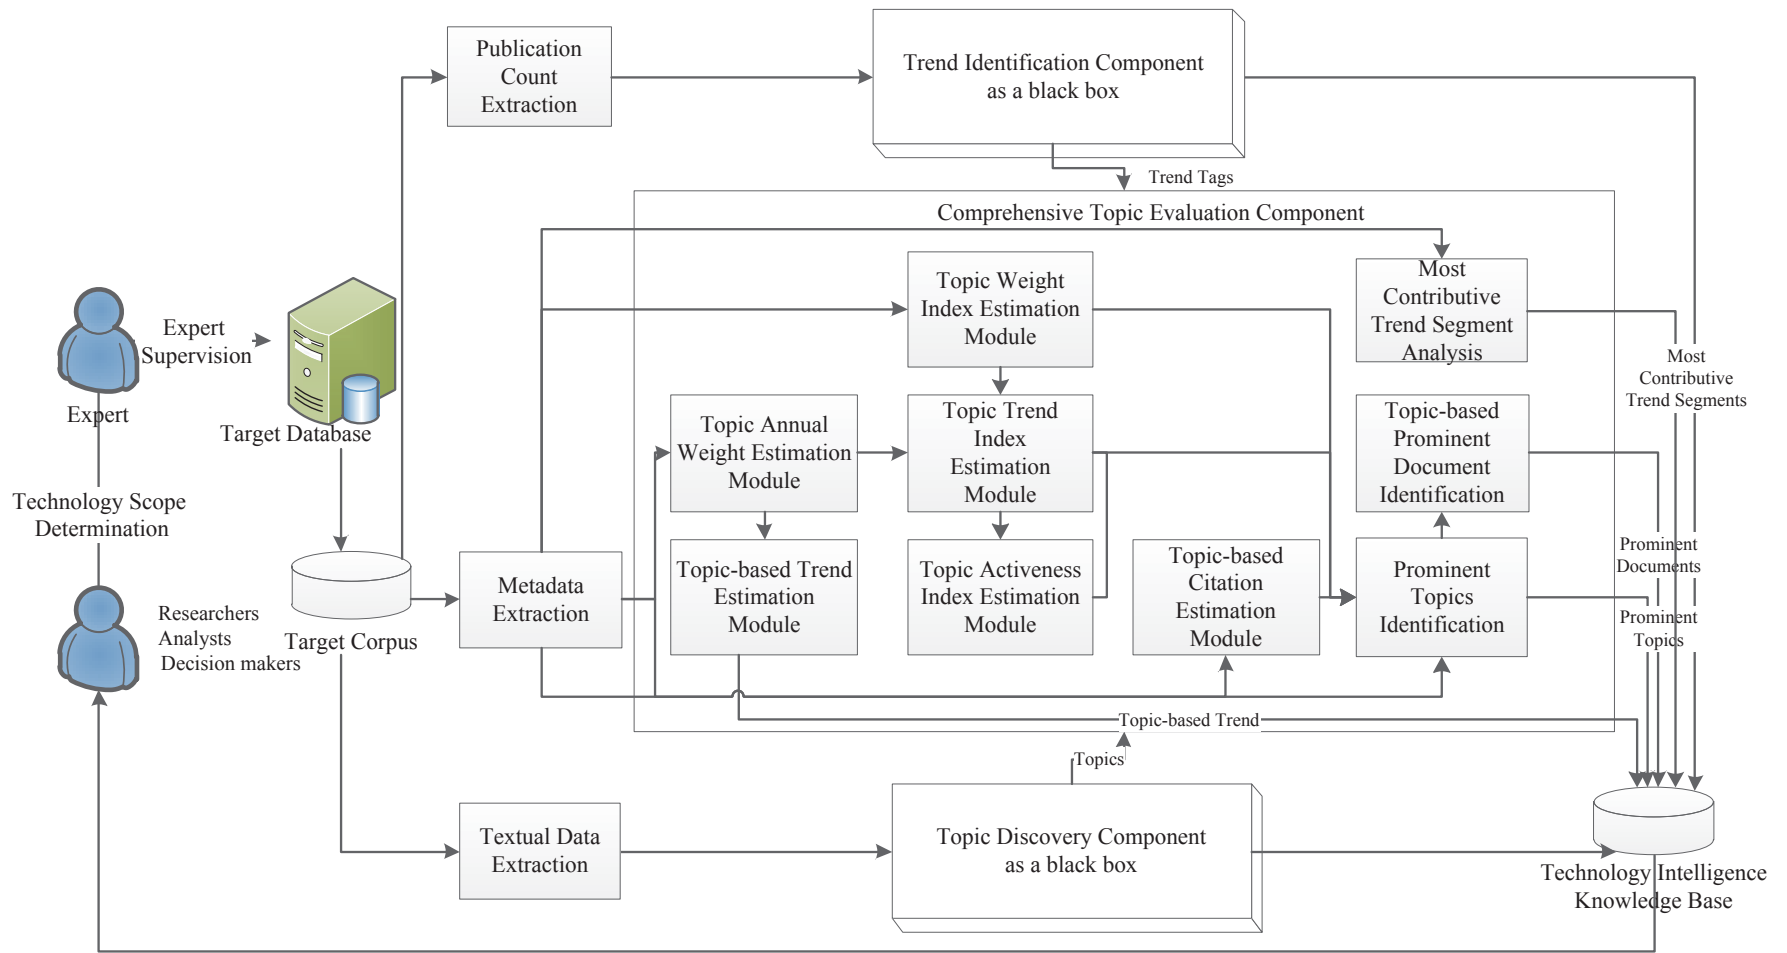 Publication
Count
Extraction
Trend Identification Component
as a black box
Trend Tags
Comprehensive Topic Evaluation Component
Topic Weight
Index Estimation
Module
Most
Contributive
Trend Segment
Analysis
Expert
Supervision
Expert
Target Database
Most
Contributive
Trend Segments
Topic Annual
Weight Estimation
Module
Topic Trend
Index
Estimation
Module
Topic-based
Prominent
Document
Identification
Technology Scope
Determination
Prominent
Documents
Metadata
Extraction
Topic-based Trend
Estimation
Module
Topic Activeness
Index Estimation
Module
Topic-based
Citation
Estimation
Module
Prominent
Topics
Identification
Researchers
Analysts
Decision makers
Target Corpus
Prominent
Topics
Topic-based Trend
Topics
Textual Data
Extraction
Topic Discovery Component
as a black box
Technology Intelligence
Knowledge Base